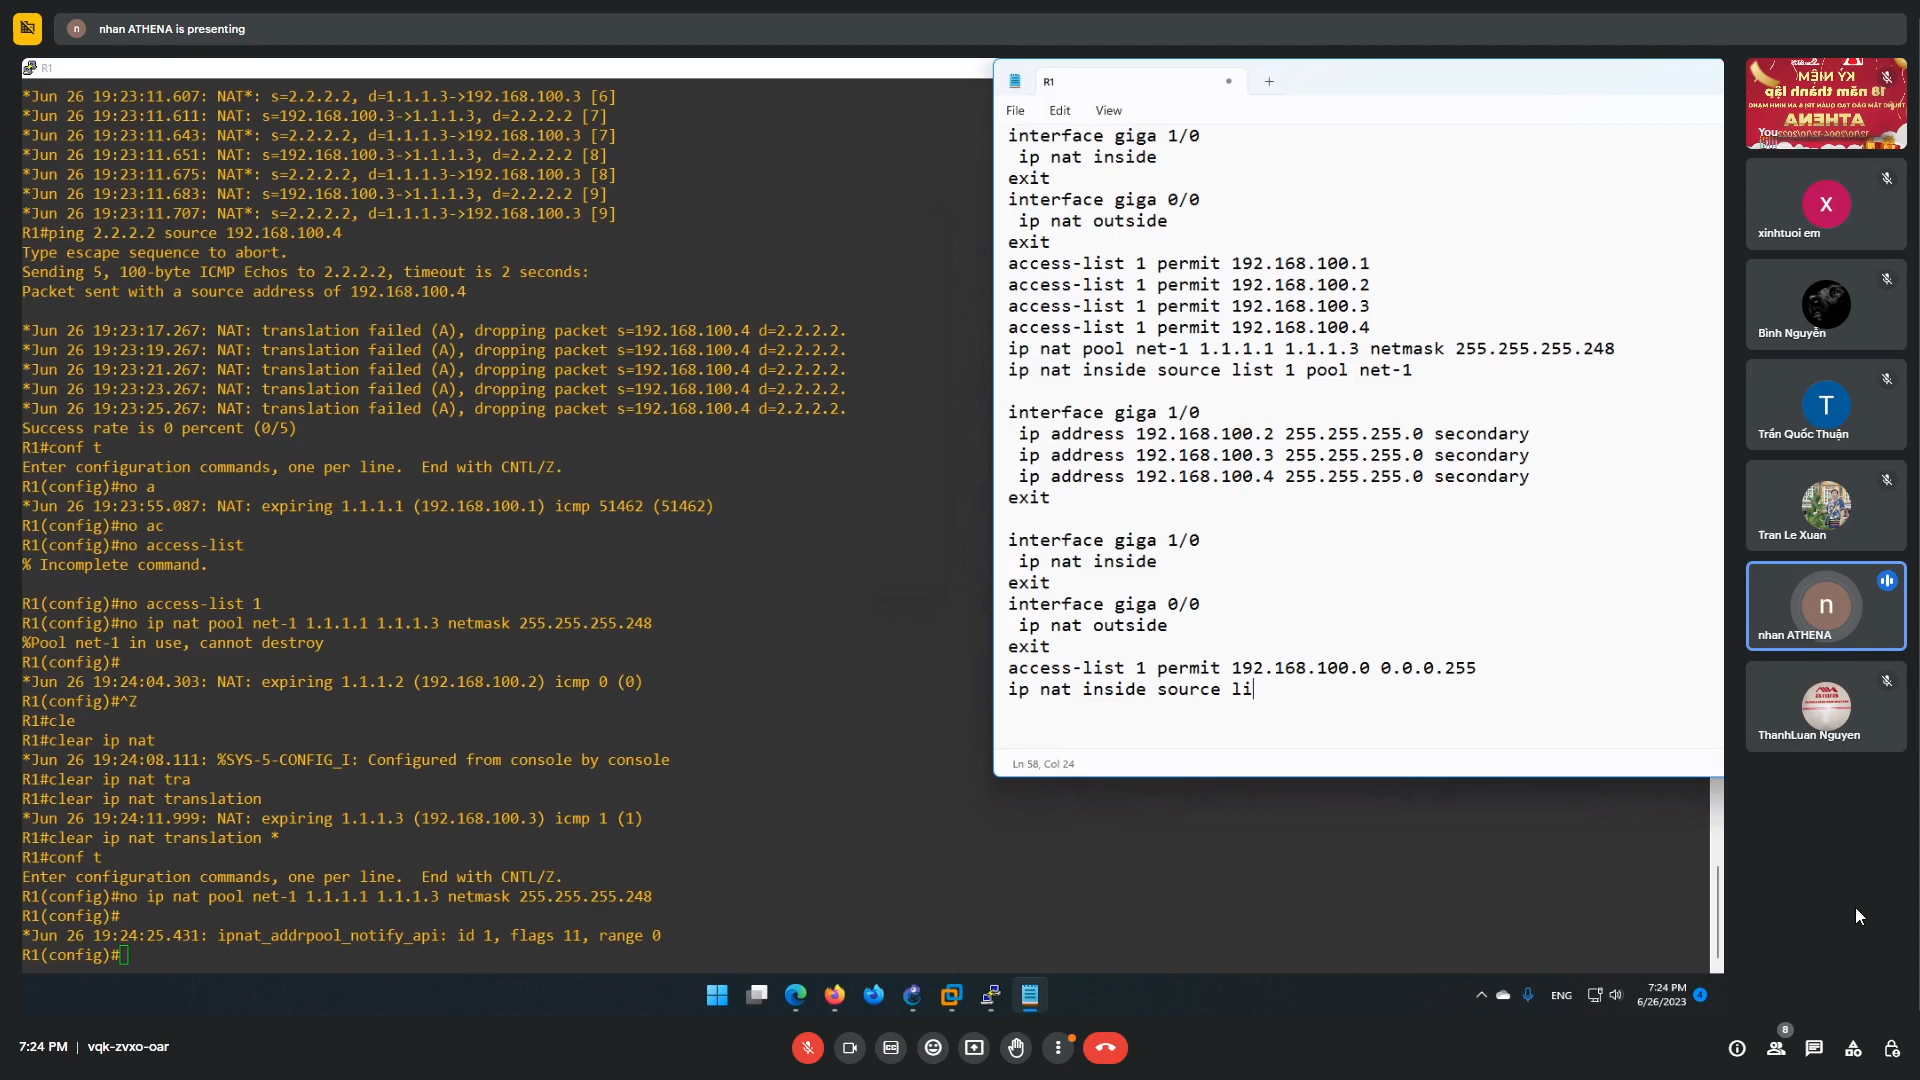 nhan ATHENA is presenting
n
R1
*Jun 26 19:23:11.607: NAT*: s=2.2.2.2, d=1.1.1.3->192.168.100.3 [6]
*Jun 26 19:23:11.611: NAT: s=192.168.100.3->1.1.1.3, d=2.2.2.2 [7]
*Jun 26 19:23:11.643: NAT*: s=2.2.2.2, d=1.1.1.3->192.168.100.3 [7]
*Jun 26 19:23:11.651: NAT: s=192.168.100.3->1.1.1.3, d=2.2.2.2 [8]
*Jun 26 19:23:11.675: NAT*: s=2.2.2.2, d=1.1.1.3->192.168.100.3 [8]
*Jun 26 19:23:11.683: NAT: s=192.168.100.3->1.1.1.3, d=2.2.2.2 [9]
*Jun 26 19:23:11.707: NAT*: s=2.2.2.2, d=1.1.1.3->192.168.100.3 [9]
R1#ping 2.2.2.2 source 192.168.100.4
Type escape sequence to abort.
Sending 5, 100-byte ICMP Echos to 2.2.2.2, timeout is 2 seconds:
Packet sent with a source address of 192.168.100.4
*Jun 26 19:23:17.267: NAT: translation failed (A), dropping packet s=192.168.100.4 d=2.2.2.2.
*Jun 26 19:23:19.267: NAT: translation failed (A), dropping packet s=192.168.100.4 d=2.2.2.2.
*Jun 26 19:23:21.267: NAT: translation failed (A), dropping packet s=192.168.100.4 d=2.2.2.2.
*Jun 26 19:23:23.267: NAT: translation failed (A), dropping packet s=192.168.100.4 d=2.2.2.2.
*Jun 26 19:23:25.267: NAT: translation failed (A), dropping packet s=192.168.100.4 d=2.2.2.2.
Success rate is 0 percent (0/5)
R1#conf t
Enter configuration commands, one per line.  End with CNTL/Z.
R1(config)#no a
*Jun 26 19:23:55.087: NAT: expiring 1.1.1.1 (192.168.100.1) icmp 51462 (51462)
R1(config)#no ac
R1(config)#no access-list
% Incomplete command.
R1(config)#no access-list 1
R1(config)#no ip nat pool net-1 1.1.1.1 1.1.1.3 netmask 255.255.255.248
%Pool net-1 in use, cannot destroy
R1(config)#
*Jun 26 19:24:04.303: NAT: expiring 1.1.1.2 (192.168.100.2) icmp 0 (0)
R1(config)#^Z
R1#cle
R1#clear ip nat
*Jun 26 19:24:08.111: %SYS-5-CONFIG_I: Configured from console by console
R1#clear ip nat tra
R1#clear ip nat translation
*Jun 26 19:24:11.999: NAT: expiring 1.1.1.3 (192.168.100.3) icmp 1 (1)
R1#clear ip nat translation *
R1#conf t
Enter configuration commands, one per line.  End with CNTL/Z.
R1(config)#no ip nat pool net-1 1.1.1.1 1.1.1.3 netmask 255.255.255.248
R1(config)#
*Jun 26 19:24:25.431: ipnat_addrpool_notify_api: id 1, flags 11, range 0
R1(config)#
R1
File Edit View
interface giga 1/0
 ip nat inside
exit
interface giga 0/0
 ip nat outside
exit
access-list 1 permit 192.168.100.1
access-list 1 permit 192.168.100.2
access-list 1 permit 192.168.100.3
access-list 1 permit 192.168.100.4
ip nat pool net-1 1.1.1.1 1.1.1.3 netmask 255.255.255.248
ip nat inside source list 1 pool net-1
interface giga 1/0
 ip address 192.168.100.2 255.255.255.0 secondary
 ip address 192.168.100.3 255.255.255.0 secondary
 ip address 192.168.100.4 255.255.255.0 secondary
exit
interface giga 1/0
 ip nat inside
exit
interface giga 0/0
 ip nat outside
exit
access-list 1 permit 192.168.100.0 0.0.0.255
ip nat inside source li
Ln 58, Col 24
KỶ NIỆM
18 năm thành lập
ATHENA
You
X
xinhtuoi em
Bình Nguyễn
T
Trần Quốc Thuận
Tran Le Xuan
n
nhan ATHENA
ThanhLuan Nguyen
ENG
7:24 PM
6/26/2023
4
7:24 PM | vqk-zvxo-oar
8